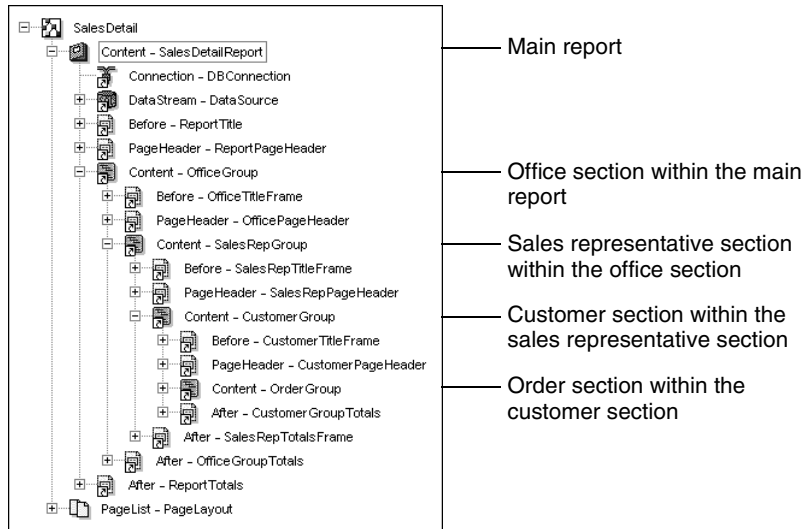 SalesDetail
Content - SalesDetailReport
Main report
Connection - DBConnection
DataStream - DataSource
Before - ReportTitle
PageHeader - ReportPageHeader
Content - OfficeGroup
Office section within the main
report
Before - OfficeTitleFrame
PageHeader - OfficePageHeader
Content - SalesRepGroup
Sales representative section
within the office section
Before - SalesRepTitleFrame
PageHeader - SalesRepPageHeader
Content - CustomerGroup
Customer section within the
sales representative section
Before - CustomerTitleFrame
PageHeader - CustomerPageHeader
Content - OrderGroup
Order section within the
customer section
After - CustomerGroupTotals
After - SalesRepTotalsFrame
After - OfficeGroupTotals
After - ReportTotals
PageList - PageLayout